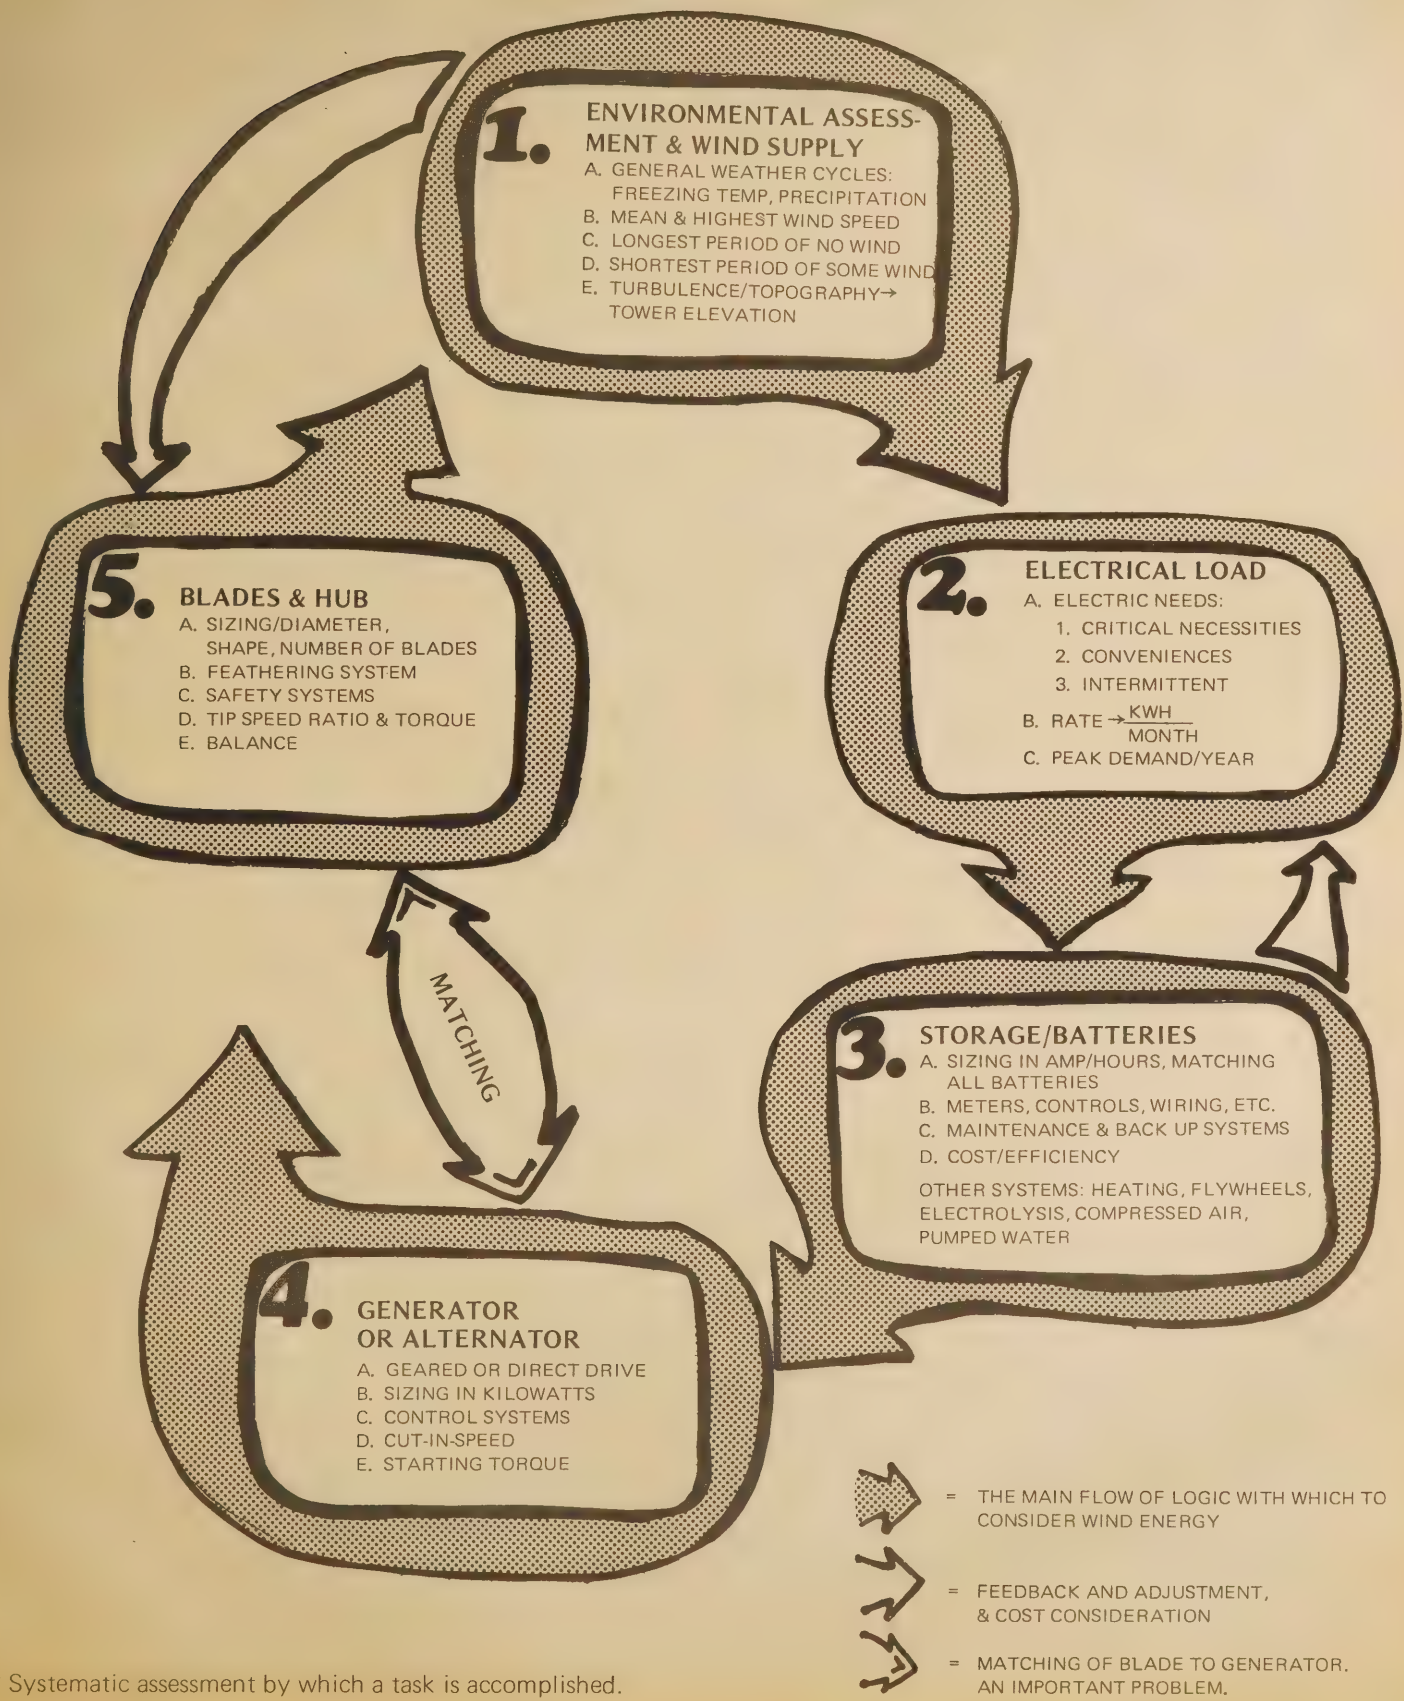 1.
ENVIRONMENTAL ASSESS-
MENT & WIND SUPPLY
A. GENERAL WEATHER CYCLES:
FREEZING TEMP, PRECIPITATION
B. MEAN & HIGHEST WIND SPEED
C. LONGEST PERIOD OF NO WIND
D. SHORTEST PERIOD OF SOME WIND
E. TURBULENCE/TOPOGRAPHY→
TOWER ELEVATION
2.
ELECTRICAL LOAD
A. ELECTRIC NEEDS:
1. CRITICAL NECESSITIES
2. CONVENIENCES
3. INTERMITTENT
B. RATE → KWH
MONTH
C. PEAK DEMAND/YEAR
3.
STORAGE/BATTERIES
A. SIZING IN AMP/HOURS, MATCHING
ALL BATTERIES
B. METERS, CONTROLS, WIRING, ETC.
C. MAINTENANCE & BACK UP SYSTEMS
D. COST/EFFICIENCY
OTHER SYSTEMS: HEATING, FLYWHEELS,
ELECTROLYSIS, COMPRESSED AIR,
PUMPED WATER
4.
GENERATOR
OR ALTERNATOR
A. GEARED OR DIRECT DRIVE
B. SIZING IN KILOWATTS
C. CONTROL SYSTEMS
D. CUT-IN-SPEED
E. STARTING TORQUE
MATCHING
5.
BLADES & HUB
A. SIZING/DIAMETER,
SHAPE, NUMBER OF BLADES
B. FEATHERING SYSTEM
C. SAFETY SYSTEMS
D. TIP SPEED RATIO & TORQUE
E. BALANCE
= THE MAIN FLOW OF LOGIC WITH WHICH TO
CONSIDER WIND ENERGY
= FEEDBACK AND ADJUSTMENT,
& COST CONSIDERATION
= MATCHING OF BLADE TO GENERATOR.
AN IMPORTANT PROBLEM.
Systematic assessment by which a task is accomplished.